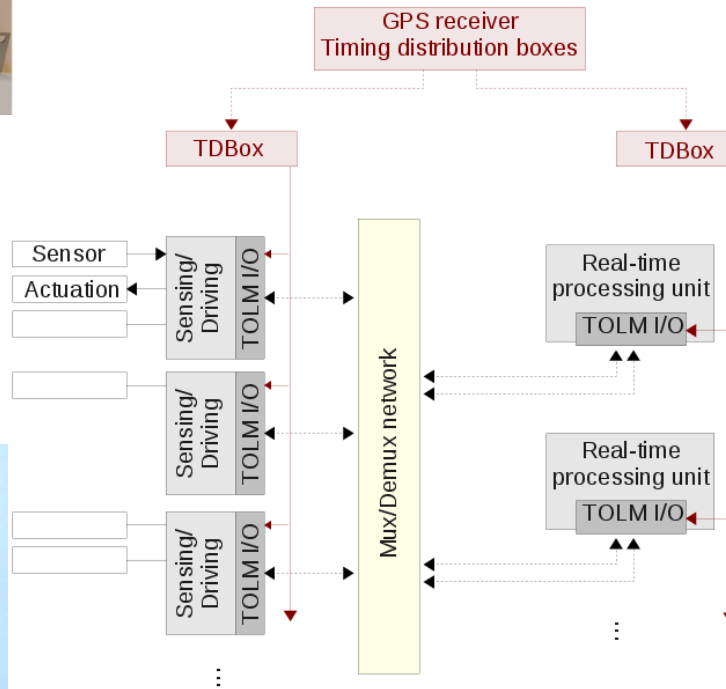 GPS receiver
Timing distribution boxes
TDBox
TDBox
Sensor
Actuation
Sensing/
Driving
TOLM I/O
Sensing/
Driving
TOLM I/O
Sensing/
Driving
TOLM I/O
...
Mux/Demux network
Real-time
processing unit
TOLM I/O
Real-time
processing unit
TOLM I/O
...